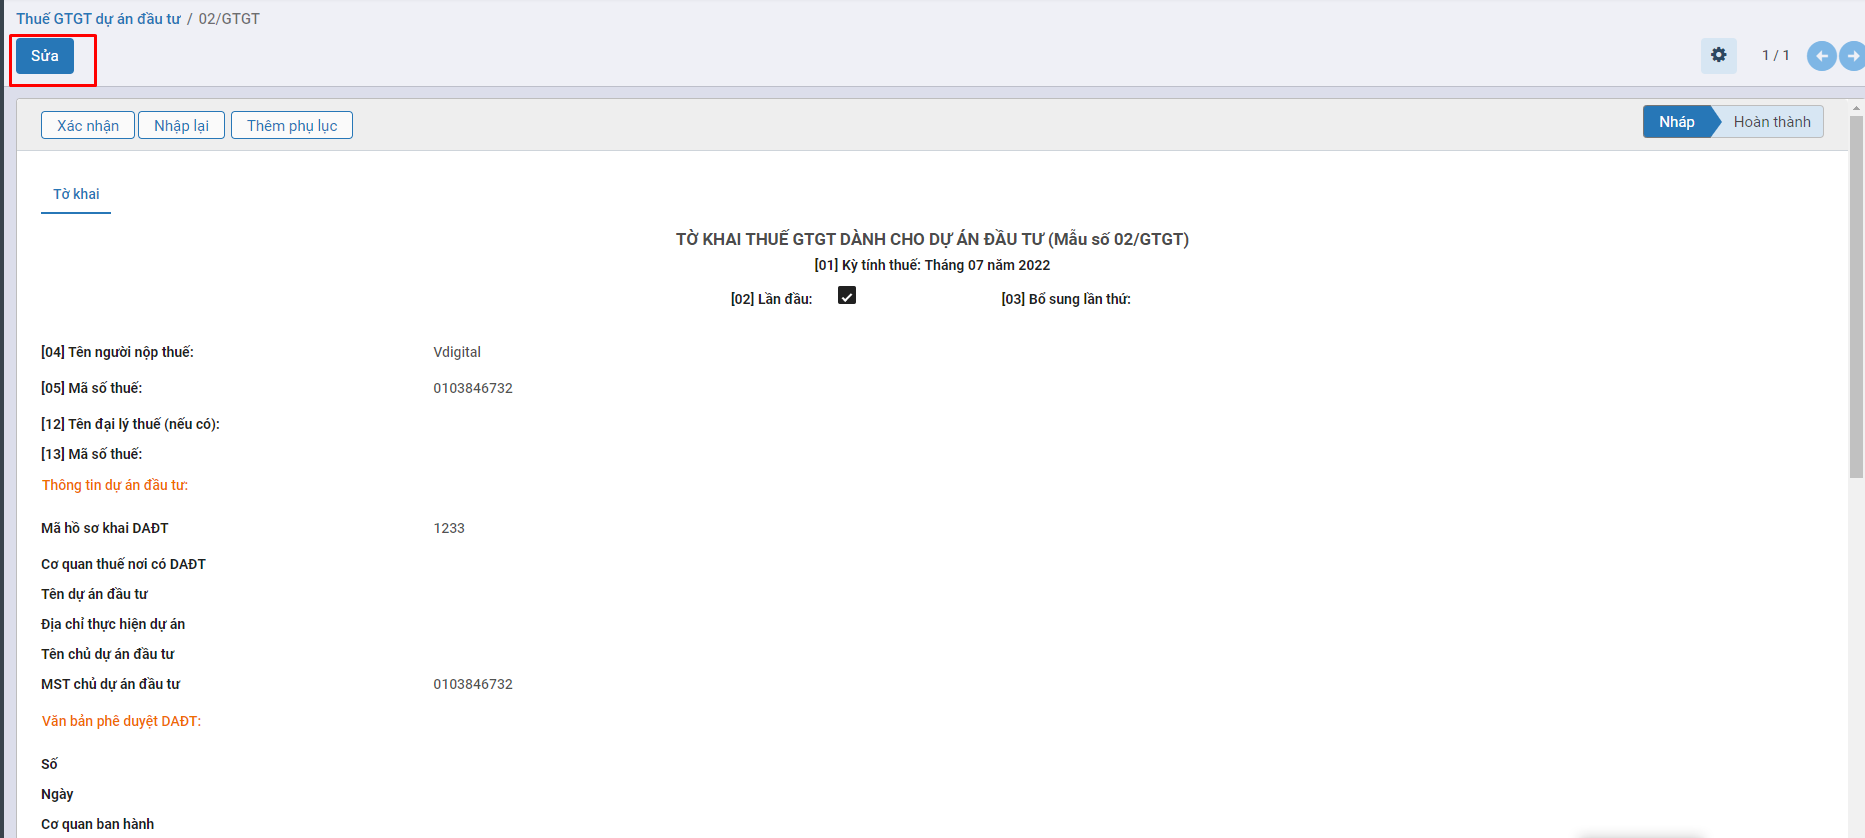 Thuế GTGT dự án đầu tư / 02/GTGT
Sửa
1 / 1
Xác nhận Nhập lại Thêm phụ lục
Nháp Hoàn thành
Tờ khai
TỜ KHAI THUẾ GTGT DÀNH CHO DỰ ÁN ĐẦU TƯ (Mẫu số 02/GTGT)
[01] Kỳ tính thuế: Tháng 07 năm 2022
[02] Lần đầu: [03] Bổ sung lần thứ:
[04] Tên người nộp thuế: Vdigital
[05] Mã số thuế: 0103846732
[12] Tên đại lý thuế (nếu có):
[13] Mã số thuế:
Thông tin dự án đầu tư:
Mã hồ sơ khai DAĐT 1233
Cơ quan thuế nơi có DAĐT
Tên dự án đầu tư
Địa chỉ thực hiện dự án
Tên chủ dự án đầu tư
MST chủ dự án đầu tư 0103846732
Văn bản phê duyệt DAĐT:
Số
Ngày
Cơ quan ban hành